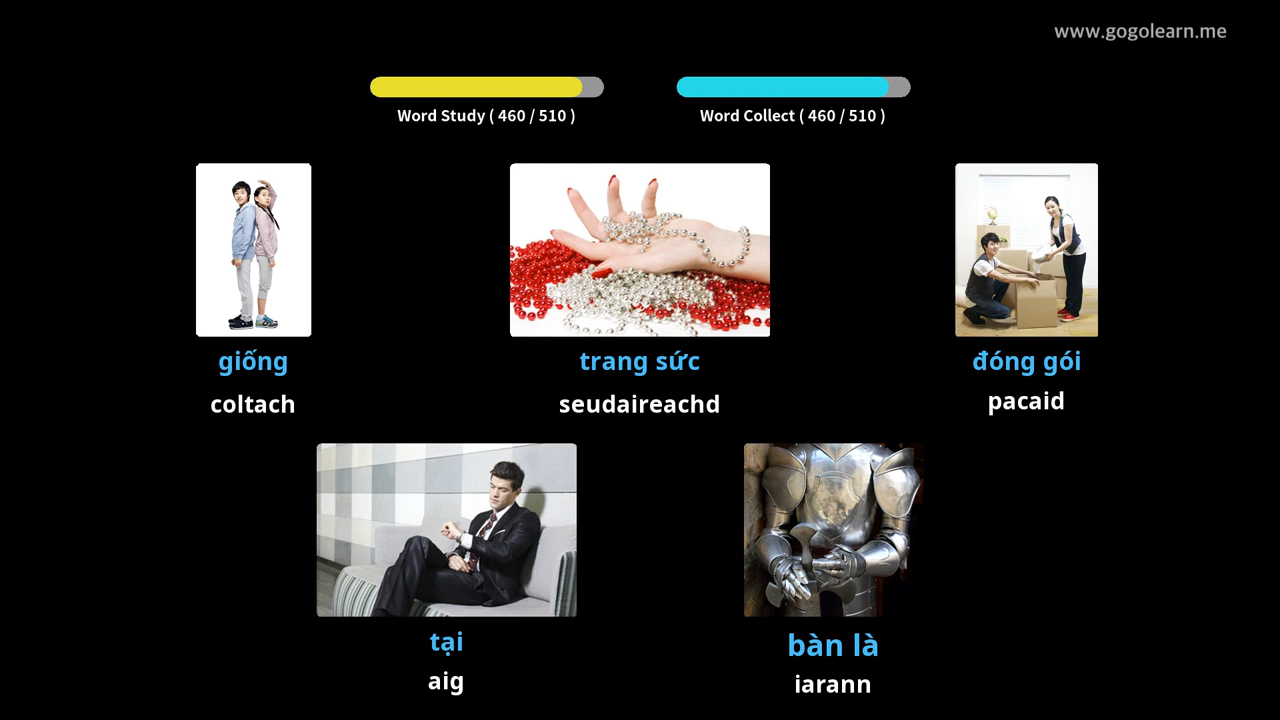 www.gogolearn.me
Word Study ( 460 / 510 )
Word Collect ( 460 / 510 )
giống
trang sức
đóng gói
coltach
seudaireachd
pacaid
tại
bàn là
aig
iarann